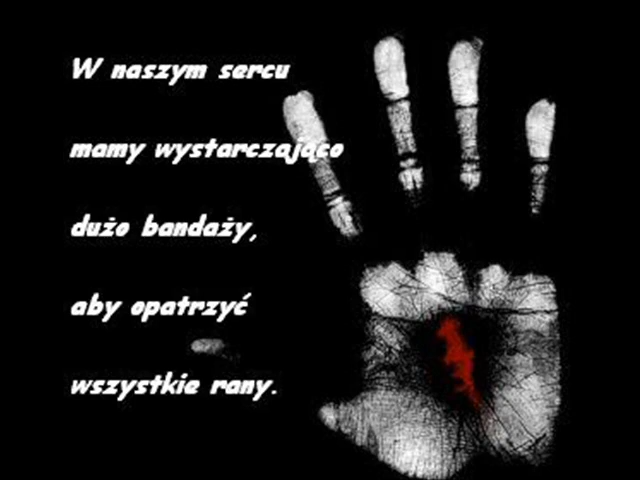 W naszym sercu
mamy wystarczająco
dużo bandaży,
aby opatrzyć
wszystkie rany.